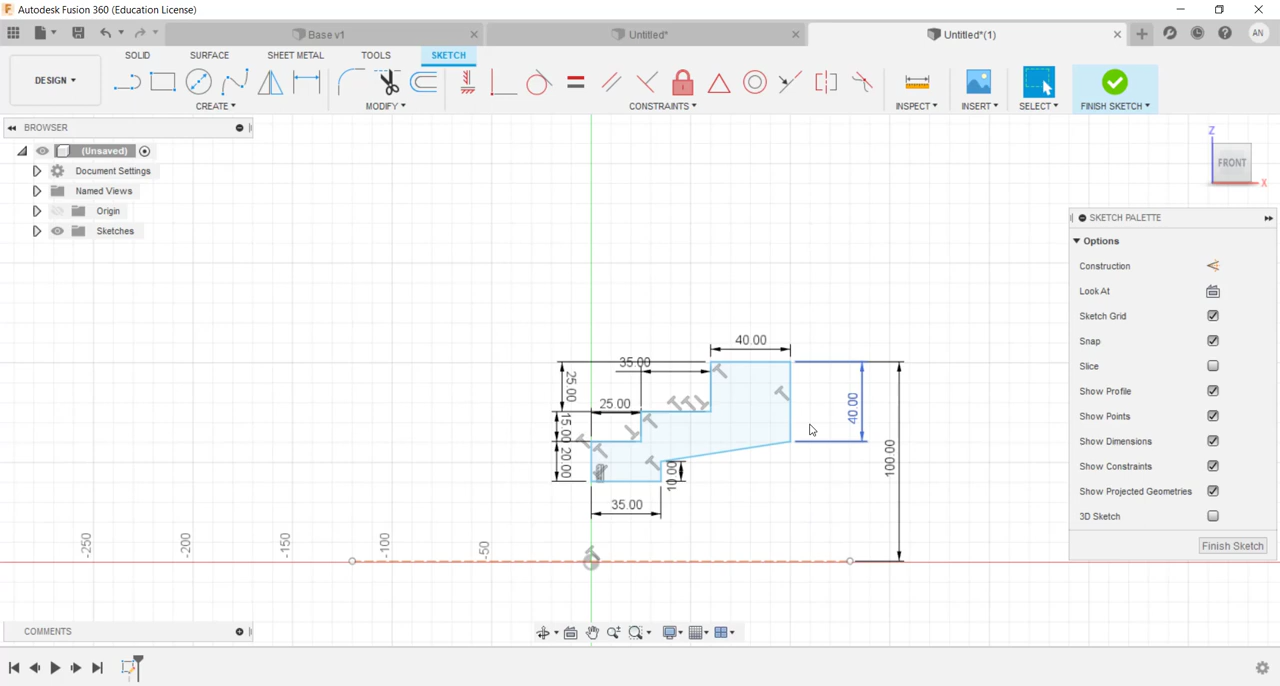 Autodesk Fusion 360 (Education License)
Base v1
Untitled*
Untitled*(1)
AN
DESIGN
SOLID
SURFACE
SHEET METAL
TOOLS
SKETCH
CREATE
MODIFY
CONSTRAINTS
INSPECT
INSERT
SELECT
FINISH SKETCH
BROWSER
(Unsaved)
Document Settings
Named Views
Origin
Sketches
Z
FRONT
X
SKETCH PALETTE
Options
Construction
Look At
Sketch Grid
Snap
Slice
Show Profile
Show Points
Show Dimensions
Show Constraints
Show Projected Geometries
3D Sketch
Finish Sketch
40.00
35.00
25.00
25.00
15.00
20.00
10.00
35.00
40.00
100.00
-250
-200
-150
-100
-50
COMMENTS